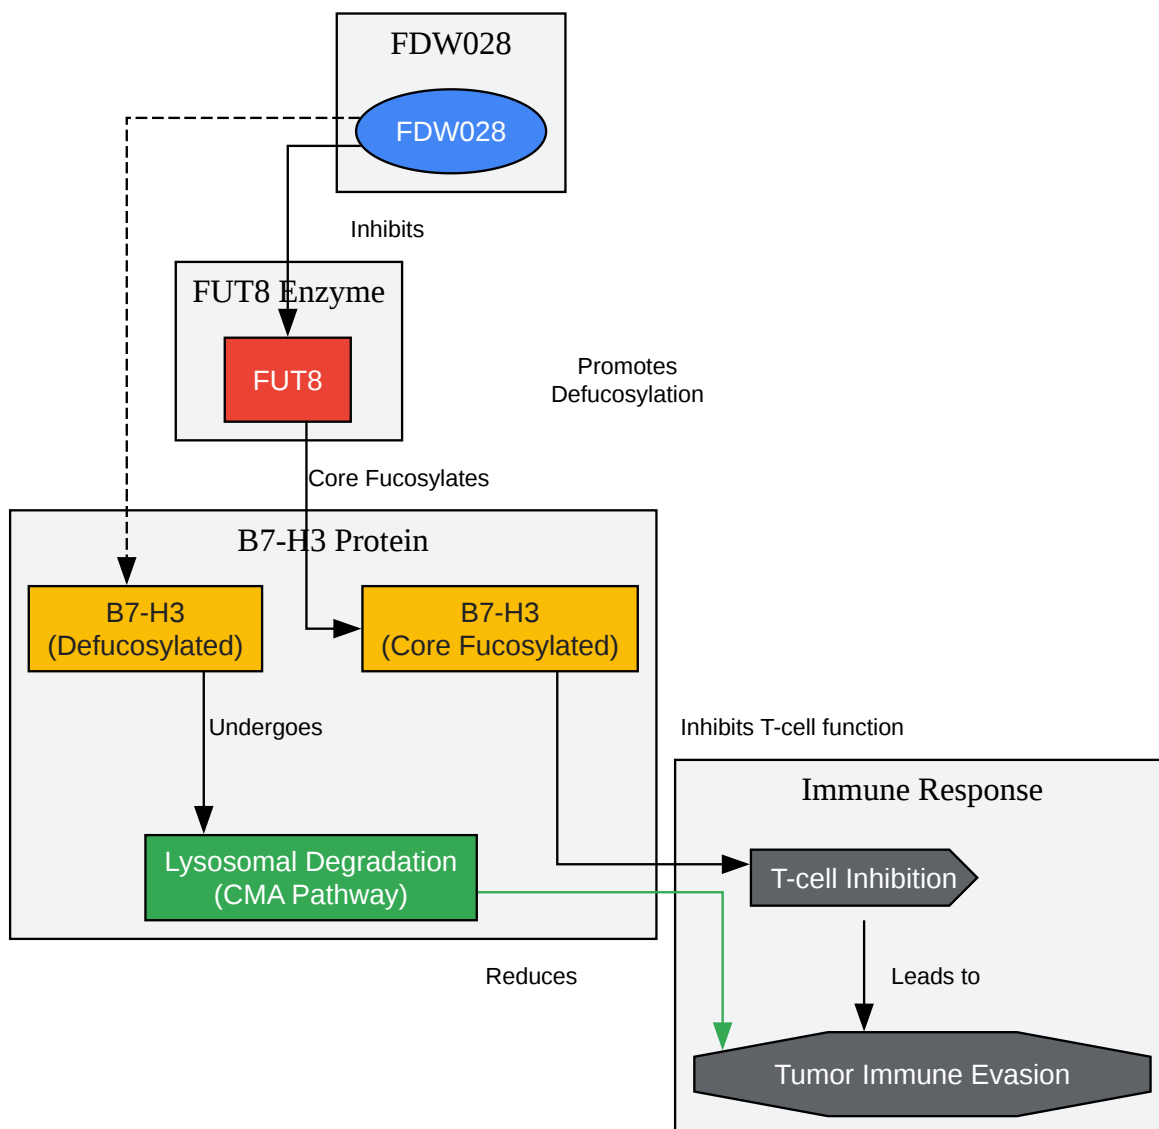 FDW028
FDW028
Inhibits
FUT8 Enzyme
FUT8
Promotes
Defucosylation
Core Fucosylates
B7-H3 Protein
B7-H3
(Defucosylated)
B7-H3
(Core Fucosylated)
Undergoes
Inhibits T-cell function
Immune Response
Lysosomal Degradation
(CMA Pathway)
T-cell Inhibition
Reduces
Leads to
Tumor Immune Evasion